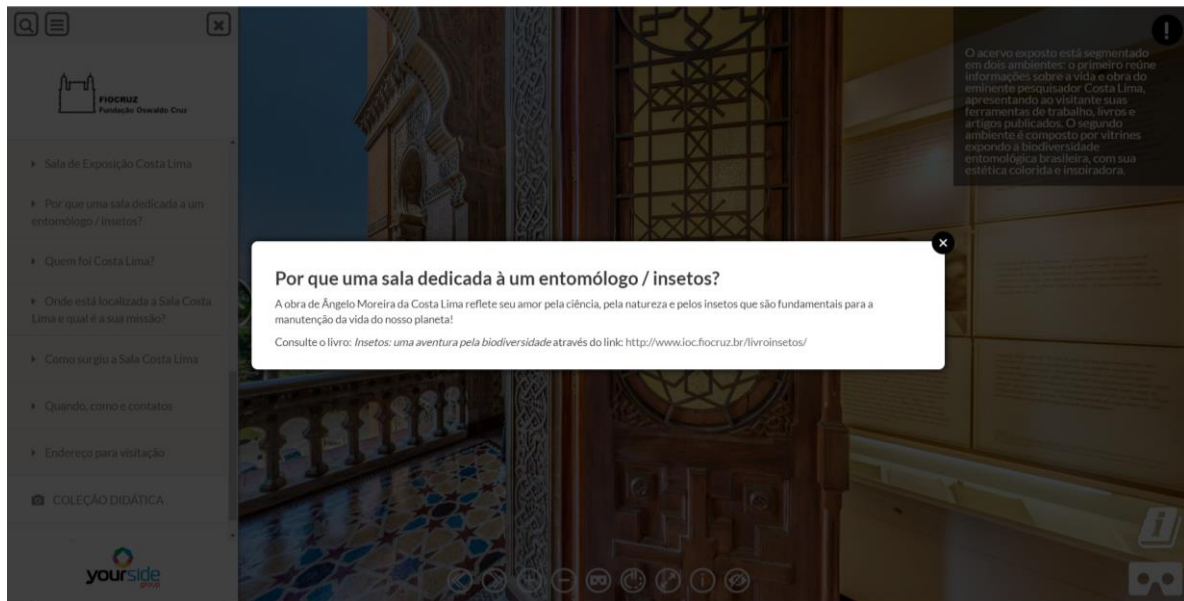 FIOCRUZ
Fundação Oswaldo Cruz
Sala de Exposição Costa Lima
Por que uma sala dedicada a um
entomólogo / insetos?
Quem foi Costa Lima?
Onde está localizada a Sala Costa
Lima e qual é a sua missão?
Como surgiu a Sala Costa Lima
Quando, como e contatos
Endereço para visitação
COLEÇÃO DIDÁTICA
yourside
group
O acervo exposto está segmentado
em dois ambientes: o primeiro reúne
informações sobre a vida e obra do
eminente pesquisador Costa Lima,
apresentando ao visitante suas
ferramentas de trabalho, livros e
artigos publicados. O segundo
ambiente é composto por vitrines
expondo a biodiversidade
entomológica brasileira, com sua
estética colorida e inspiradora.
Por que uma sala dedicada à um entomólogo / insetos?
A obra de Ângelo Moreira da Costa Lima reflete seu amor pela ciência, pela natureza e pelos insetos que são fundamentais para a
manutenção da vida do nosso planeta!
Consulte o livro: Insetos: uma aventura pela biodiversidade através do link: http://www.ioc.fiocruz.br/livroinsetos/